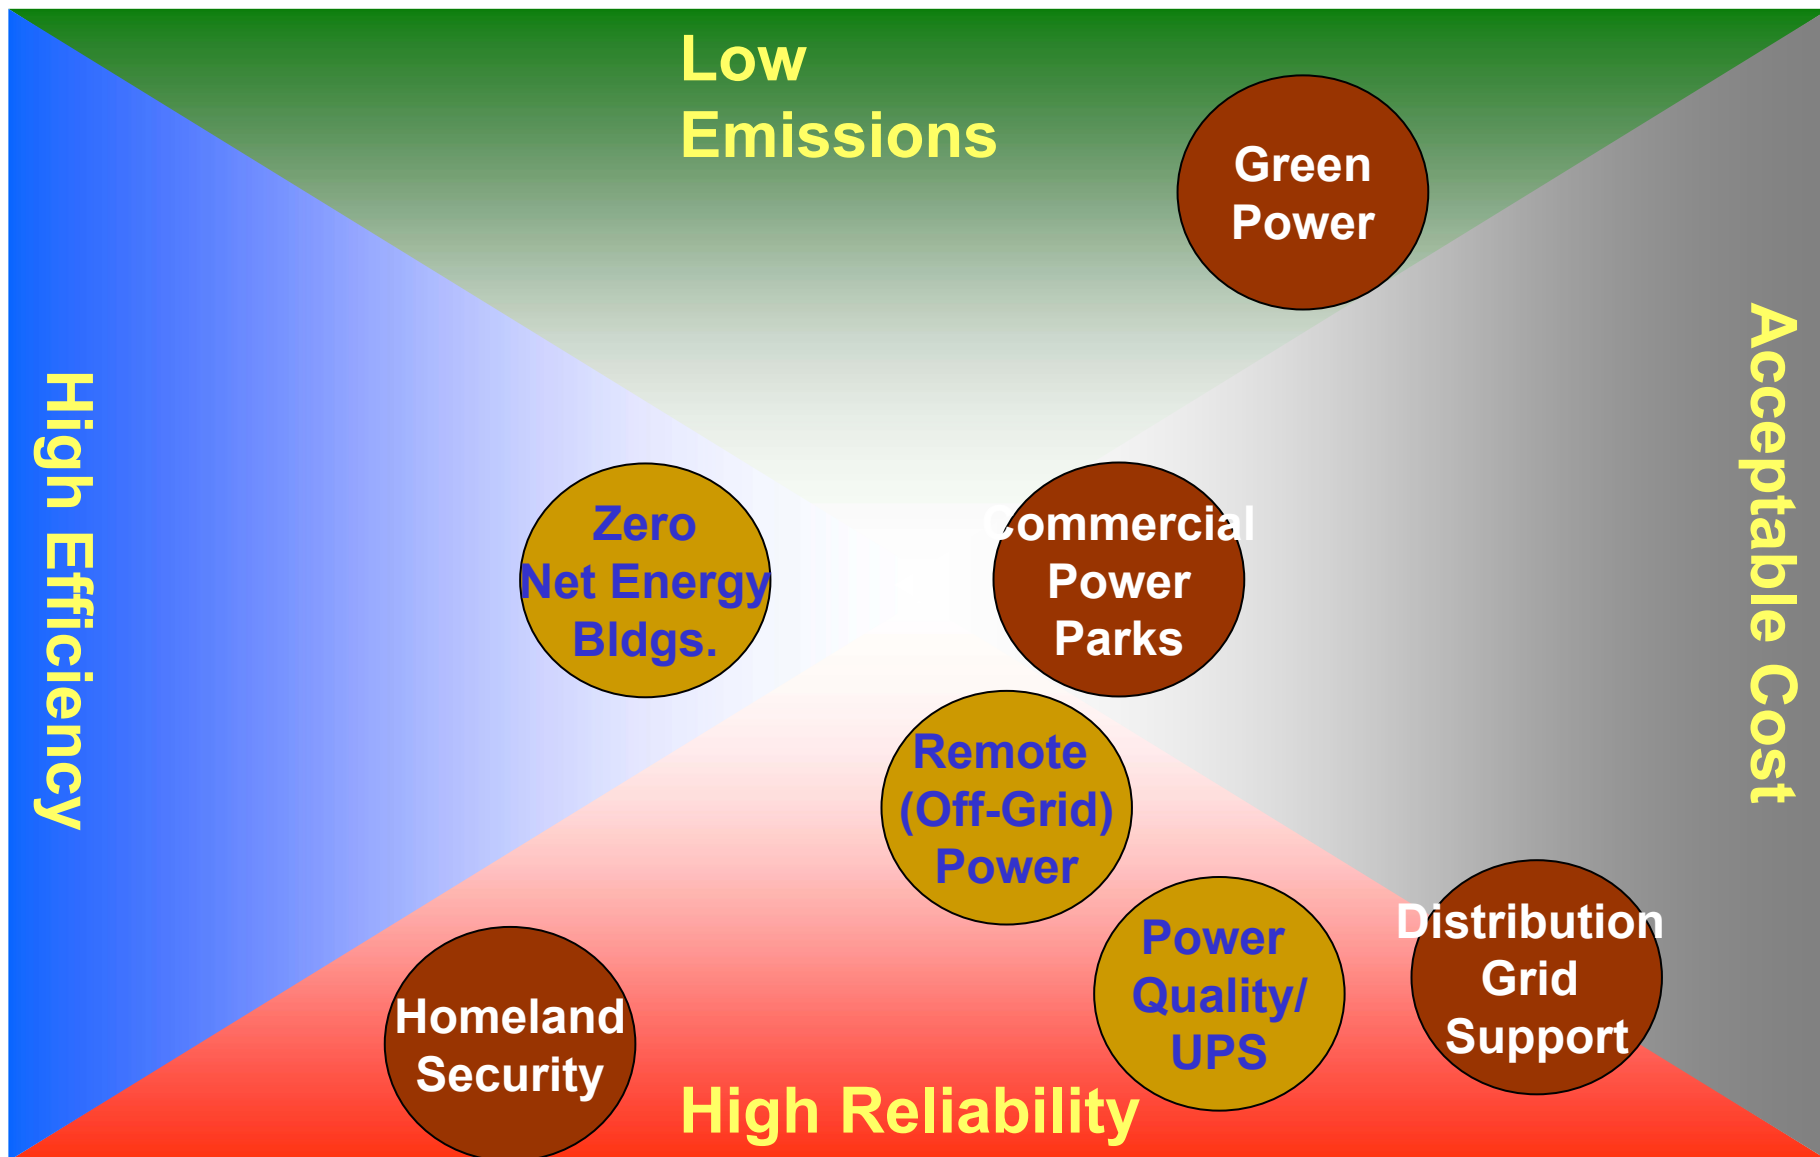 Low
Emissions
Green
Power
High Efficiency
Acceptable Cost
Zero
Net Energy
Bldgs.
Commercial
Power
Parks
Remote
(Off-Grid)
Power
Power
Quality/
UPS
Distribution
Grid
Support
Homeland
Security
High Reliability